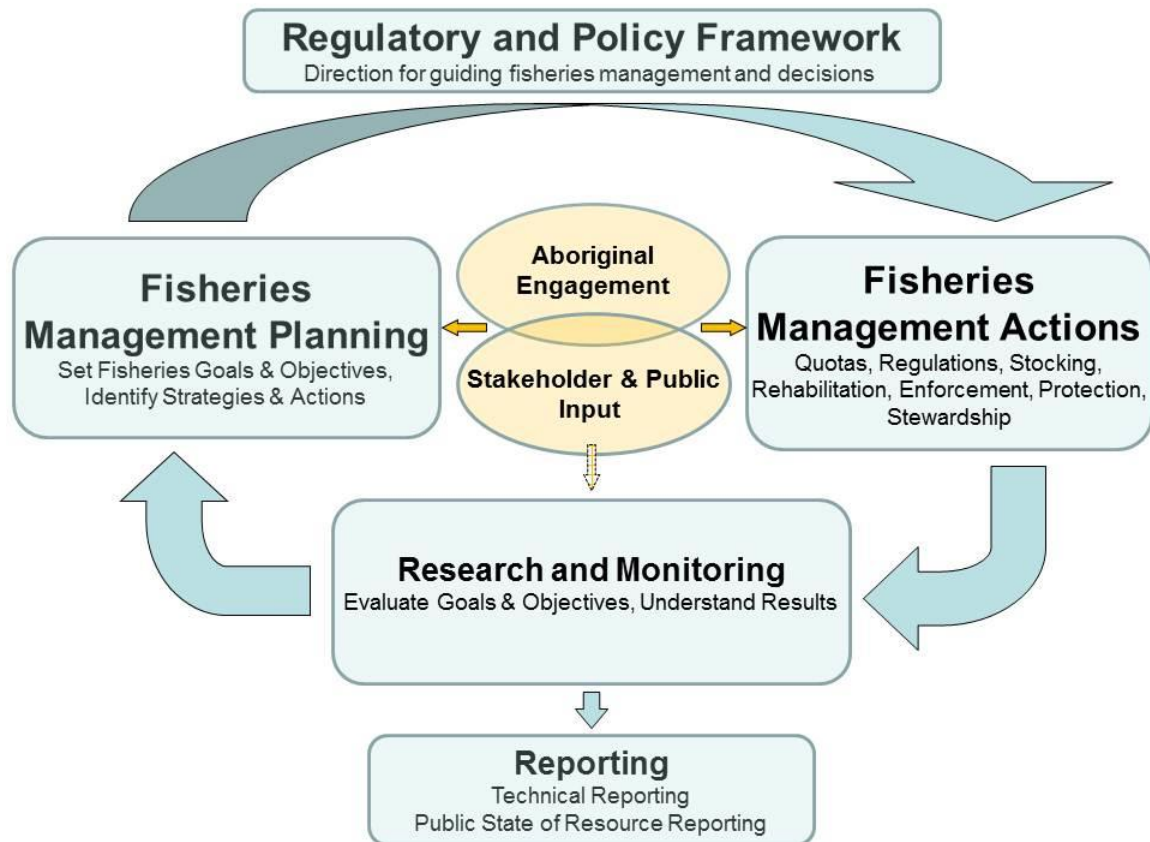 Regulatory and Policy Framework
Direction for guiding fisheries management and decisions
Aboriginal
Engagement
Fisheries
Management Planning
Set Fisheries Goals & Objectives,
Identify Strategies & Actions
Stakeholder & Public
Input
Fisheries
Management Actions
Quotas, Regulations, Stocking,
Rehabilitation, Enforcement, Protection,
Stewardship
Research and Monitoring
Evaluate Goals & Objectives, Understand Results
Reporting
Technical Reporting
Public State of Resource Reporting